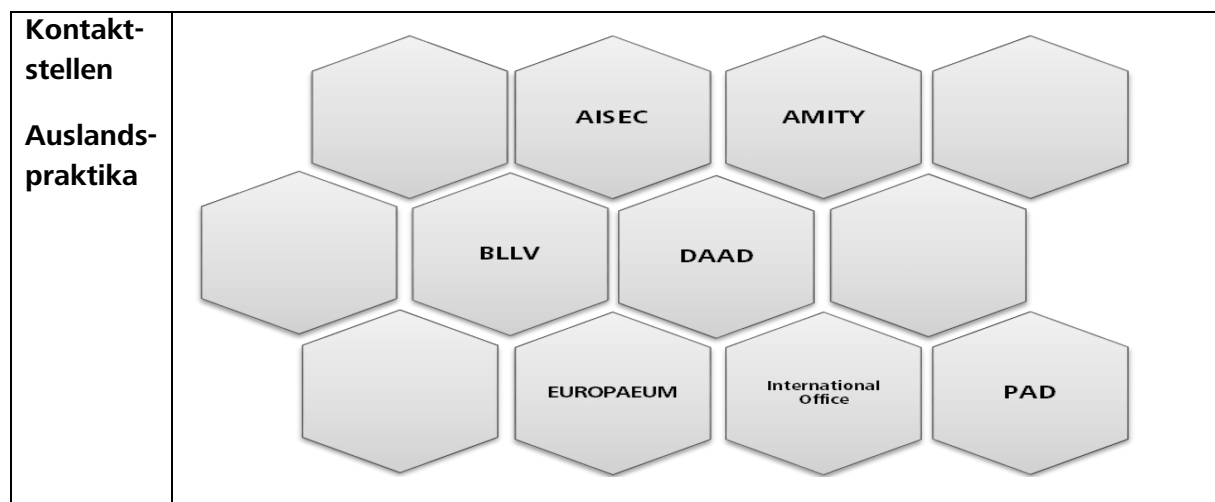 Kontakt-
stellen
Auslands-
praktika
AISEC
AMITY
BLLV
DAAD
EUROPAEUM
International
Office
PAD